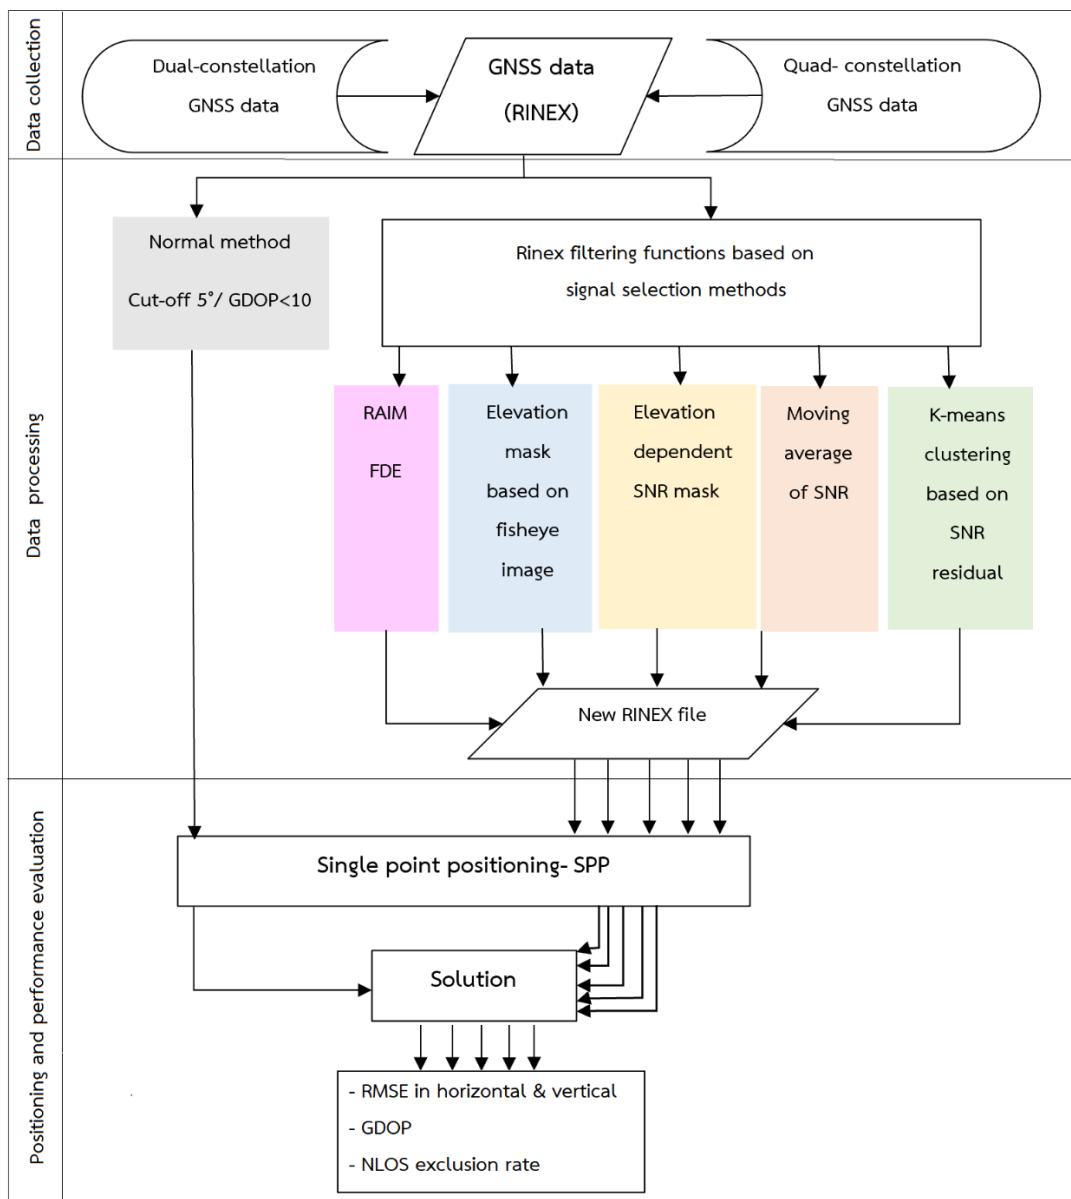 Data collection
Dual-constellation
GNSS data
GNSS data
(RINEX)
Quad- constellation
GNSS data
Data processing
Normal method
Cut-off 5°/ GDOP<10
Rinex filtering functions based on
signal selection methods
RAIM
FDE
Elevation
mask
based on
fisheye
image
Elevation
dependent
SNR mask
Moving
average
of SNR
K-means
clustering
based on
SNR
residual
New RINEX file
Positioning and performance evaluation
Single point positioning- SPP
Solution
- RMSE in horizontal & vertical
- GDOP
- NLOS exclusion rate